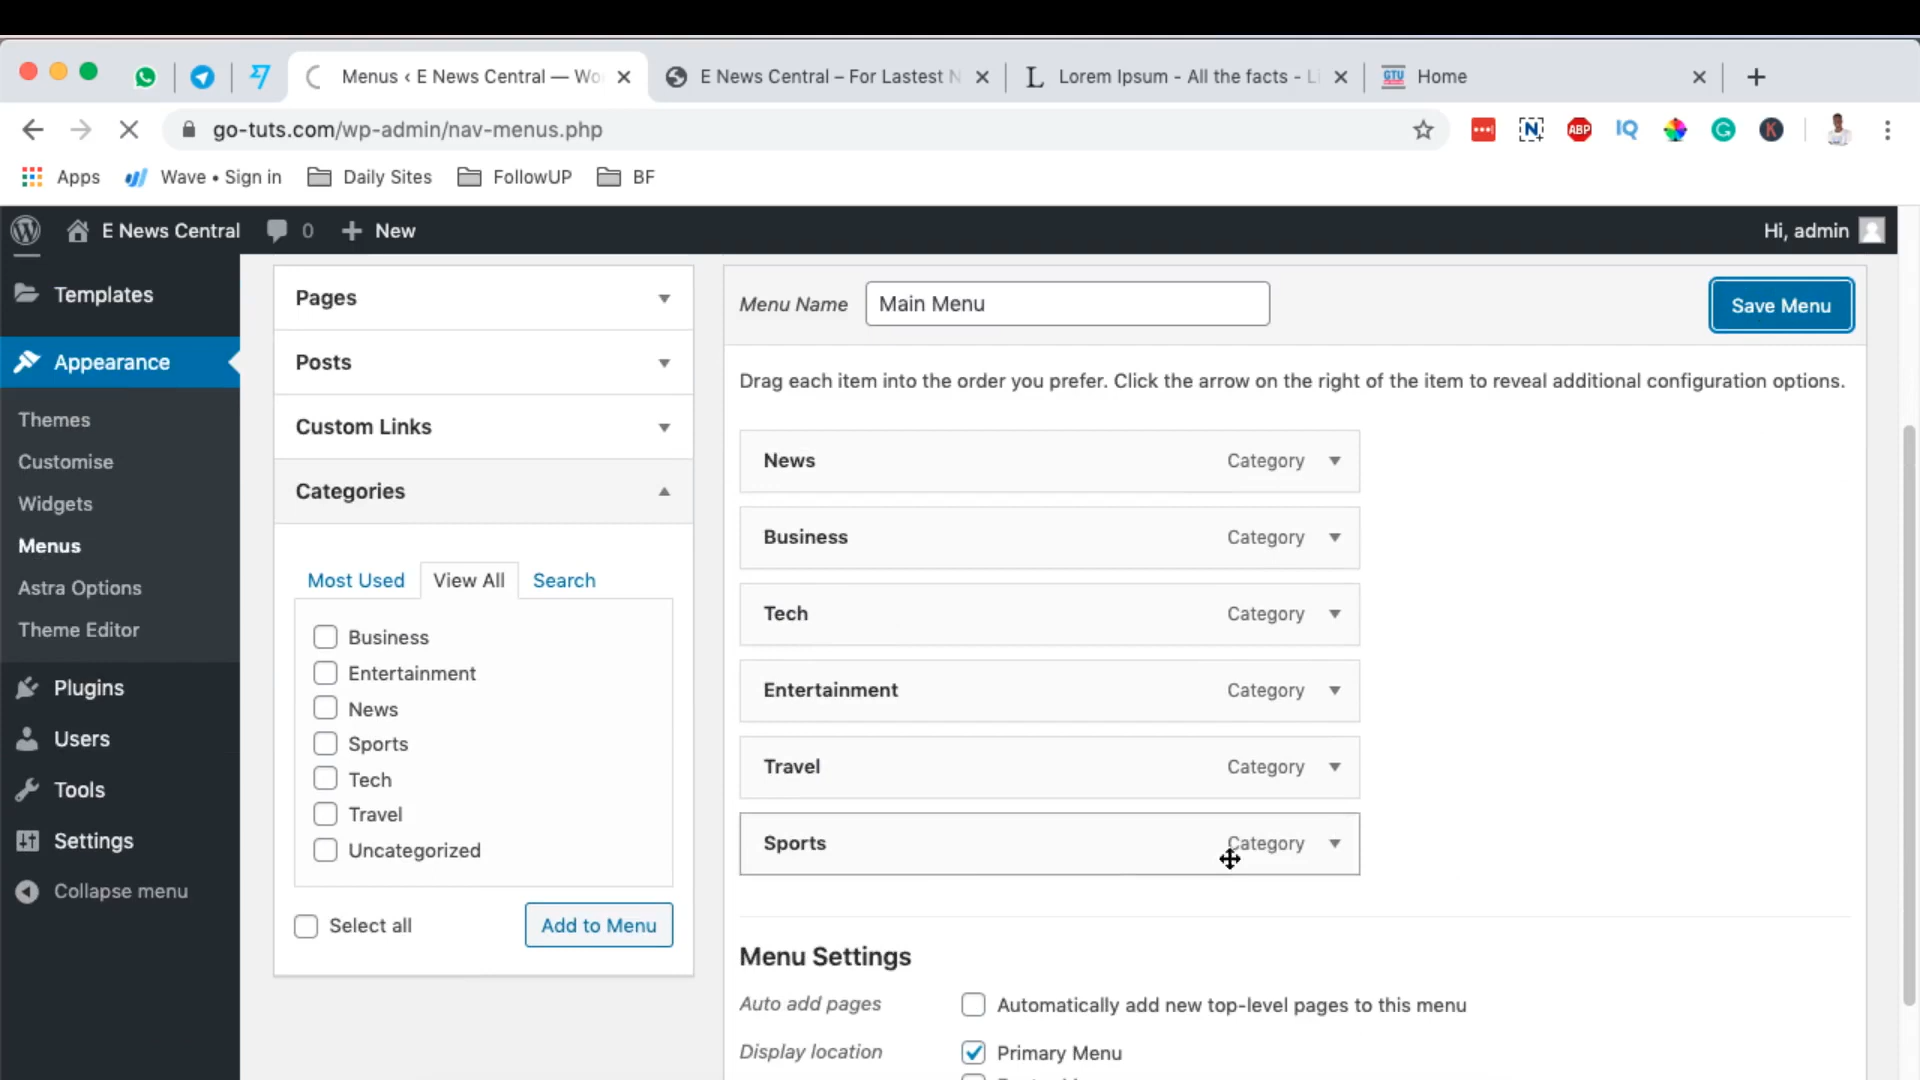 Menus ‹ E News Central — Wo
E News Central – For Lastest N
Lorem Ipsum - All the facts - Li
Home
go-tuts.com/wp-admin/nav-menus.php
Apps
Wave • Sign in
Daily Sites
FollowUP
BF
E News Central
0
New
Hi, admin
Templates
Appearance
Themes
Customise
Widgets
Menus
Astra Options
Theme Editor
Plugins
Users
Tools
Settings
Collapse menu
Pages
Posts
Custom Links
Categories
Most Used
View All
Search
Business
Entertainment
News
Sports
Tech
Travel
Uncategorized
Select all
Add to Menu
Menu Name
Main Menu
Save Menu
Drag each item into the order you prefer. Click the arrow on the right of the item to reveal additional configuration options.
News Category
Business Category
Tech Category
Entertainment Category
Travel Category
Sports Category
Menu Settings
Auto add pages
Automatically add new top-level pages to this menu
Display location
Primary Menu